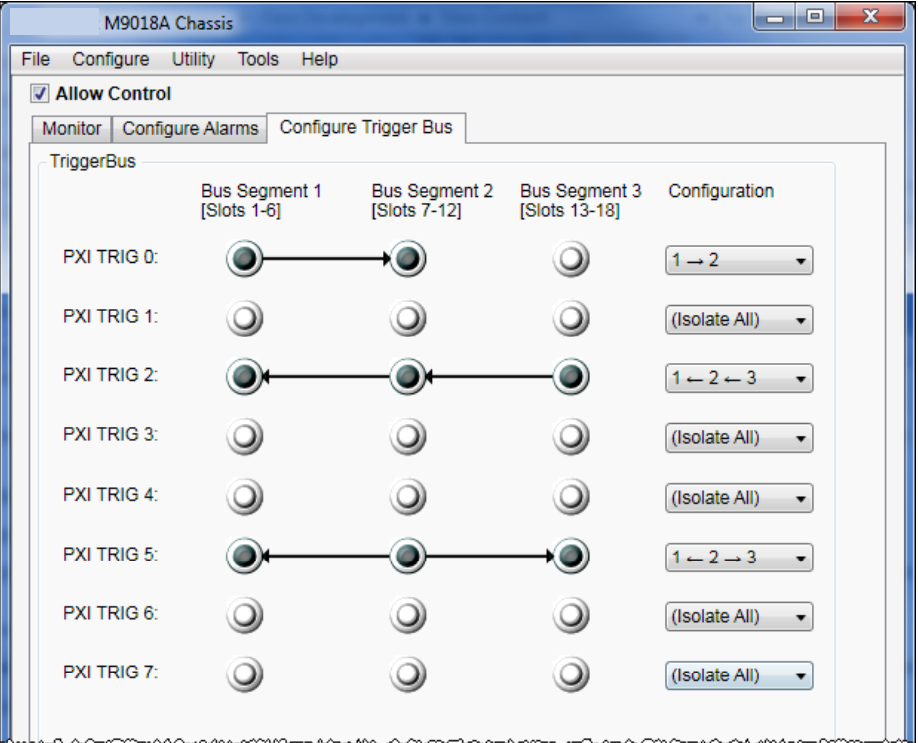 M9018A Chassis
File Configure Utility Tools Help
Allow Control
Monitor Configure Alarms Configure Trigger Bus
TriggerBus
Bus Segment 1 Bus Segment 2 Bus Segment 3 Configuration
[Slots 1-6] [Slots 7-12] [Slots 13-18]
PXI TRIG 0: 1 → 2
PXI TRIG 1: (Isolate All)
PXI TRIG 2: 1 ← 2 ← 3
PXI TRIG 3: (Isolate All)
PXI TRIG 4: (Isolate All)
PXI TRIG 5: 1 ← 2 → 3
PXI TRIG 6: (Isolate All)
PXI TRIG 7: (Isolate All)